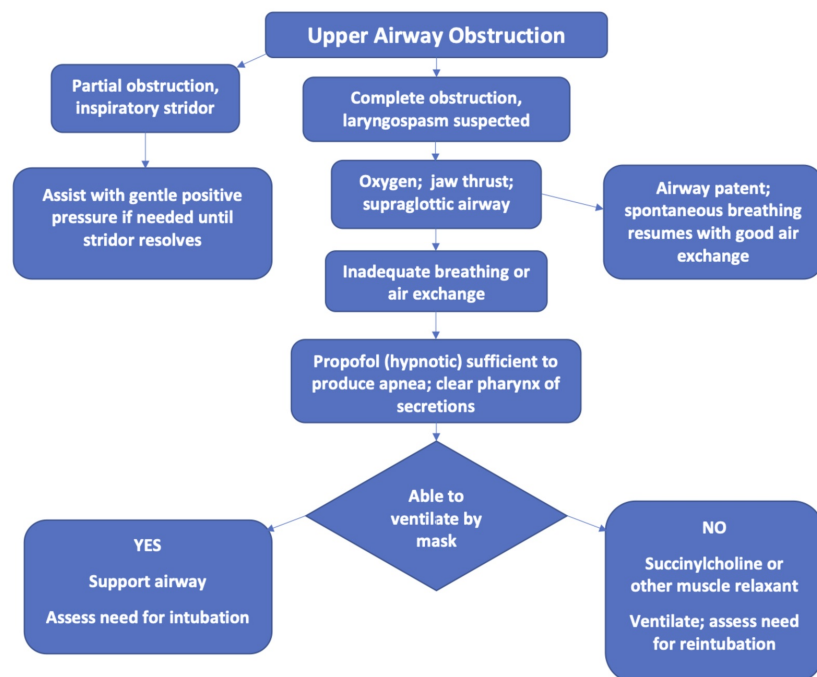 Upper Airway Obstruction
Partial obstruction,
inspiratory stridor
Complete obstruction,
laryngospasm suspected
Assist with gentle positive
pressure if needed until
stridor resolves
Oxygen; jaw thrust;
supraglottic airway
Airway patent;
spontaneous breathing
resumes with good air
exchange
Inadequate breathing or
air exchange
Propofol (hypnotic) sufficient to
produce apnea; clear pharynx of
secretions
Able to
ventilate by
mask
YES
Support airway
Assess need for intubation
NO
Succinylcholine or
other muscle relaxant
Ventilate; assess need
for reintubation